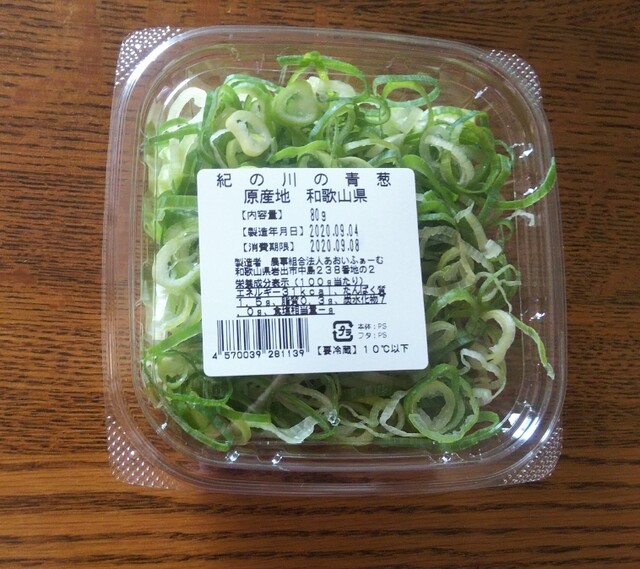 紀の川の青葱
原産地 和歌山県
【内容量】 80g
【製造年月日】 2020.09.04
【消費期限】 2020.09.08
製造者 農事組合法人あおいふぁーむ
和歌山県岩出市中島238番地の2
栄養成分表示(100g当たり)
エネルギー31kcal、たんぱく質
1.5g、脂質0.3g、炭水化物7
.0g、食塩相当量ーg
プラ
本体:PS
フタ:PS
4 570039 281139
【要冷蔵】10℃以下